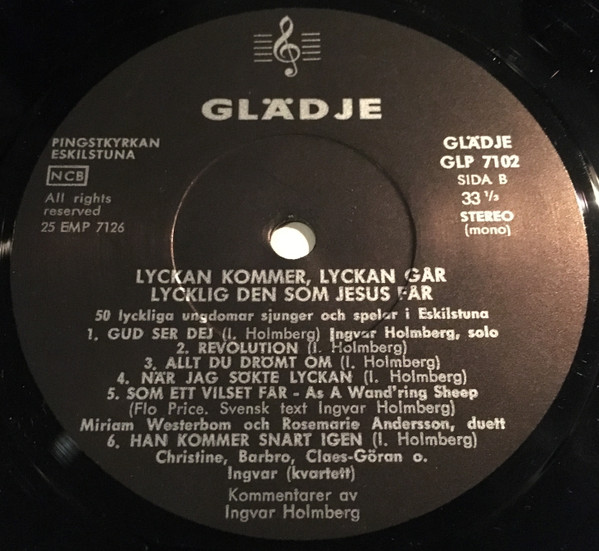 GLÄDJE
PINGSTKYRKAN
ESKILSTUNA
NCB
All rights
reserved
25 EMP 7126
GLÄDJE
GLP 7102
SIDA B
33 1/3
STEREO
(mono)
LYCKAN KOMMER, LYCKAN GÅR
LYCKLIG DEN SOM JESUS FÅR
50 lyckliga ungdomar sjunger och spelar i Eskilstuna
1. GUD SER DEJ (I. Holmberg) Ingvar Holmberg, solo
2. REVOLUTION (I. Holmberg)
3. ALLT DU DRÖMT OM (I. Holmberg)
4. NÄR JAG SÖKTE LYCKAN (I. Holmberg)
5. SOM ETT VILSET FÅR - As A Wand'ring Sheep
(Flo Price. Svensk text Ingvar Holmberg)
Miriam Westerbom och Rosemarie Andersson, duett
6. HAN KOMMER SNART IGEN (I. Holmberg)
Christine, Barbro, Claes-Göran o.
Ingvar (kvartett)
Kommentarer av
Ingvar Holmberg